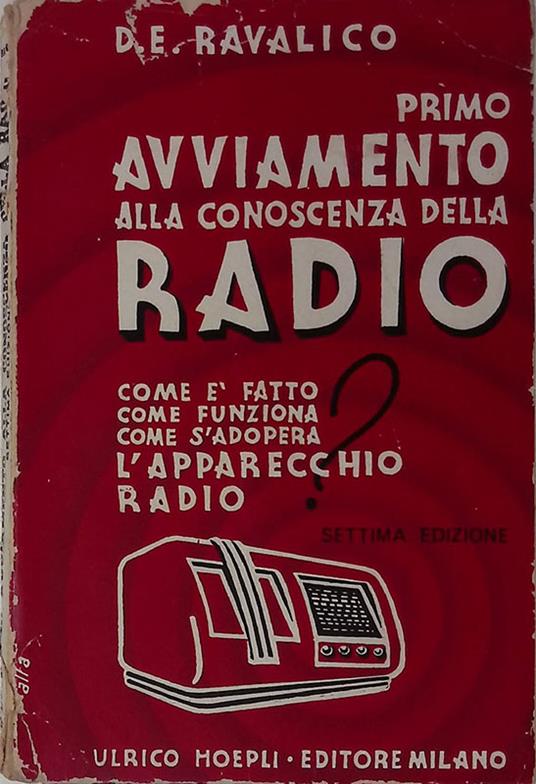 D.E. RAVALICO
PRIMO
AVVIAMENTO
ALLA CONOSCENZA DELLA
RADIO
COME E' FATTO
COME FUNZIONA
COME S'ADOPERA
L'APPARECCHIO
RADIO
?
SETTIMA EDIZIONE
alfa
ULRICO HOEPLI • EDITORE MILANO